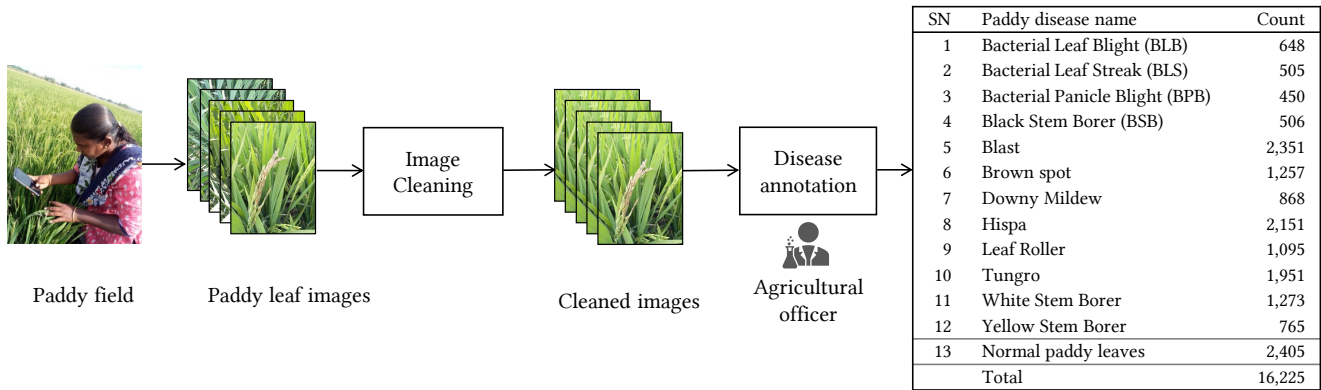 Paddy field
Paddy leaf images
Image
Cleaning
Cleaned images
Disease
annotation
Agricultural
officer
SN Paddy disease name Count
1 Bacterial Leaf Blight (BLB) 648
2 Bacterial Leaf Streak (BLS) 505
3 Bacterial Panicle Blight (BPB) 450
4 Black Stem Borer (BSB) 506
5 Blast 2,351
6 Brown spot 1,257
7 Downy Mildew 868
8 Hispa 2,151
9 Leaf Roller 1,095
10 Tungro 1,951
11 White Stem Borer 1,273
12 Yellow Stem Borer 765
13 Normal paddy leaves 2,405
Total 16,225